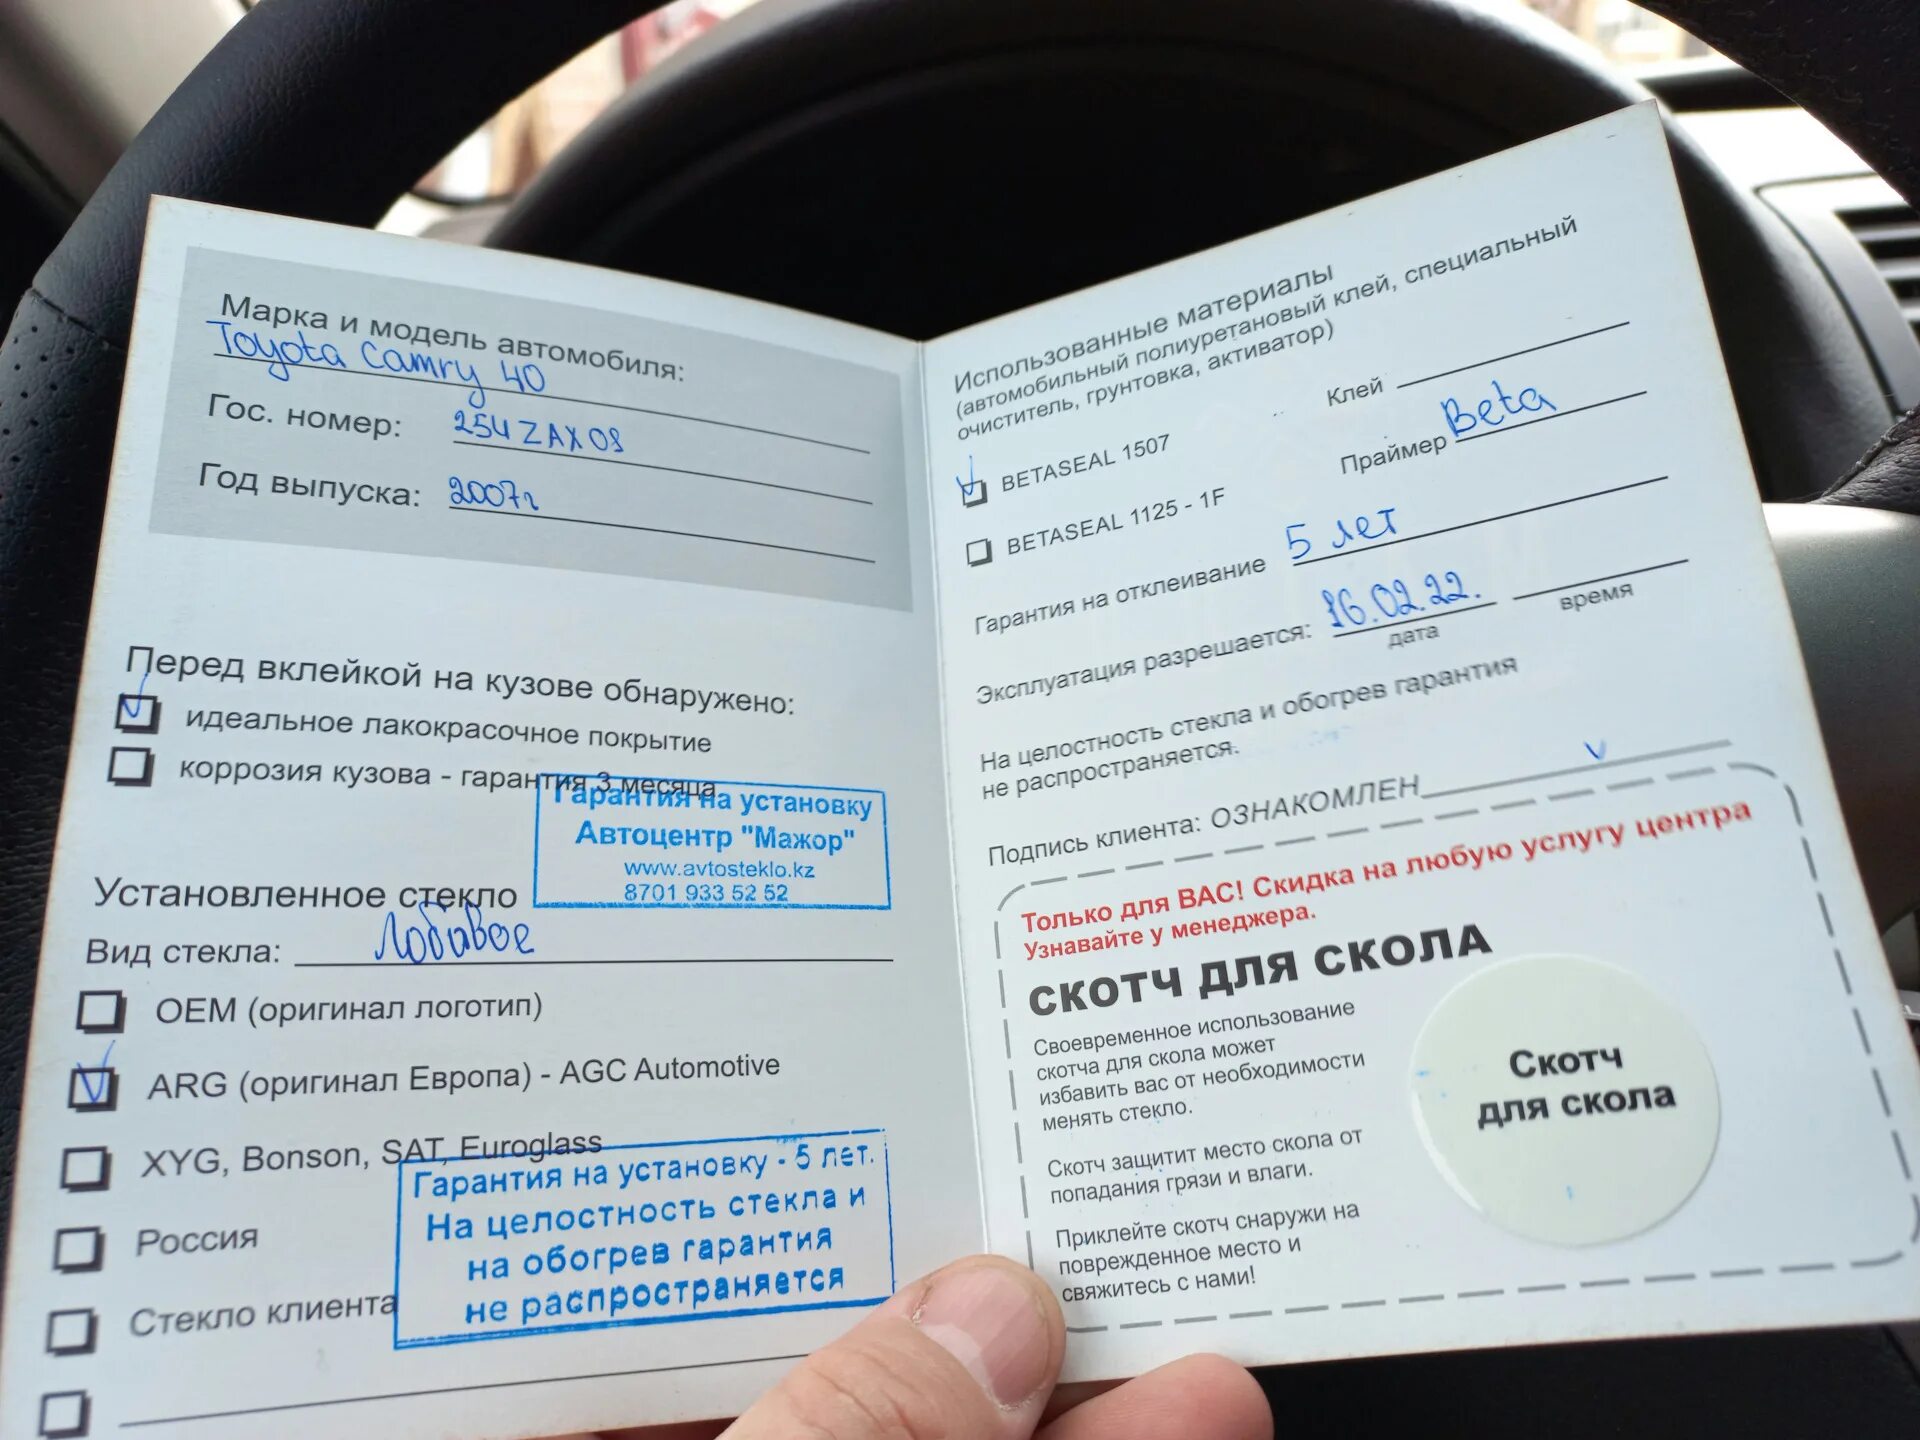 Марка и модель автомобиля:
Toyota Camry 40
Гос. номер: 254ZAX08
Год выпуска: 2007г
Перед вклейкой на кузове обнаружено:
идеальное лакокрасочное покрытие
коррозия кузова - гарантия 3 месяца
Гарантия на установку
Автоцентр "Мажор"
www.avtosteklo.kz
8701 933 52 52
Установленное стекло
Вид стекла: Лобовое
OEM (оригинал логотип)
ARG (оригинал Европа) - AGC Automotive
XYG, Bonson, SAT, Euroglass
Гарантия на установку - 5 лет.
На целостность стекла и
на обогрев гарантия
не распространяется
Россия
Стекло клиента
Использованные материалы
(автомобильный полиуретановый клей, специальный
очиститель, грунтовка, активатор)
BETASEAL 1507 Клей
BETASEAL 1125 - 1F Праймер Beta
Гарантия на отклеивание 5 лет
Эксплуатация разрешается: 16.02.22.
дата время
На целостность стекла и обогрев гарантия
не распространяется.
Подпись клиента: ОЗНАКОМЛЕН
Только для ВАС! Скидка на любую услугу центра
Узнавайте у менеджера.
СКОТЧ ДЛЯ СКОЛА
Своевременное использование
скотча для скола может
избавить вас от необходимости
менять стекло.
Скотч защитит место скола от
попадания грязи и влаги.
Приклейте скотч снаружи на
поврежденное место и
свяжитесь с нами!
Скотч
для скола